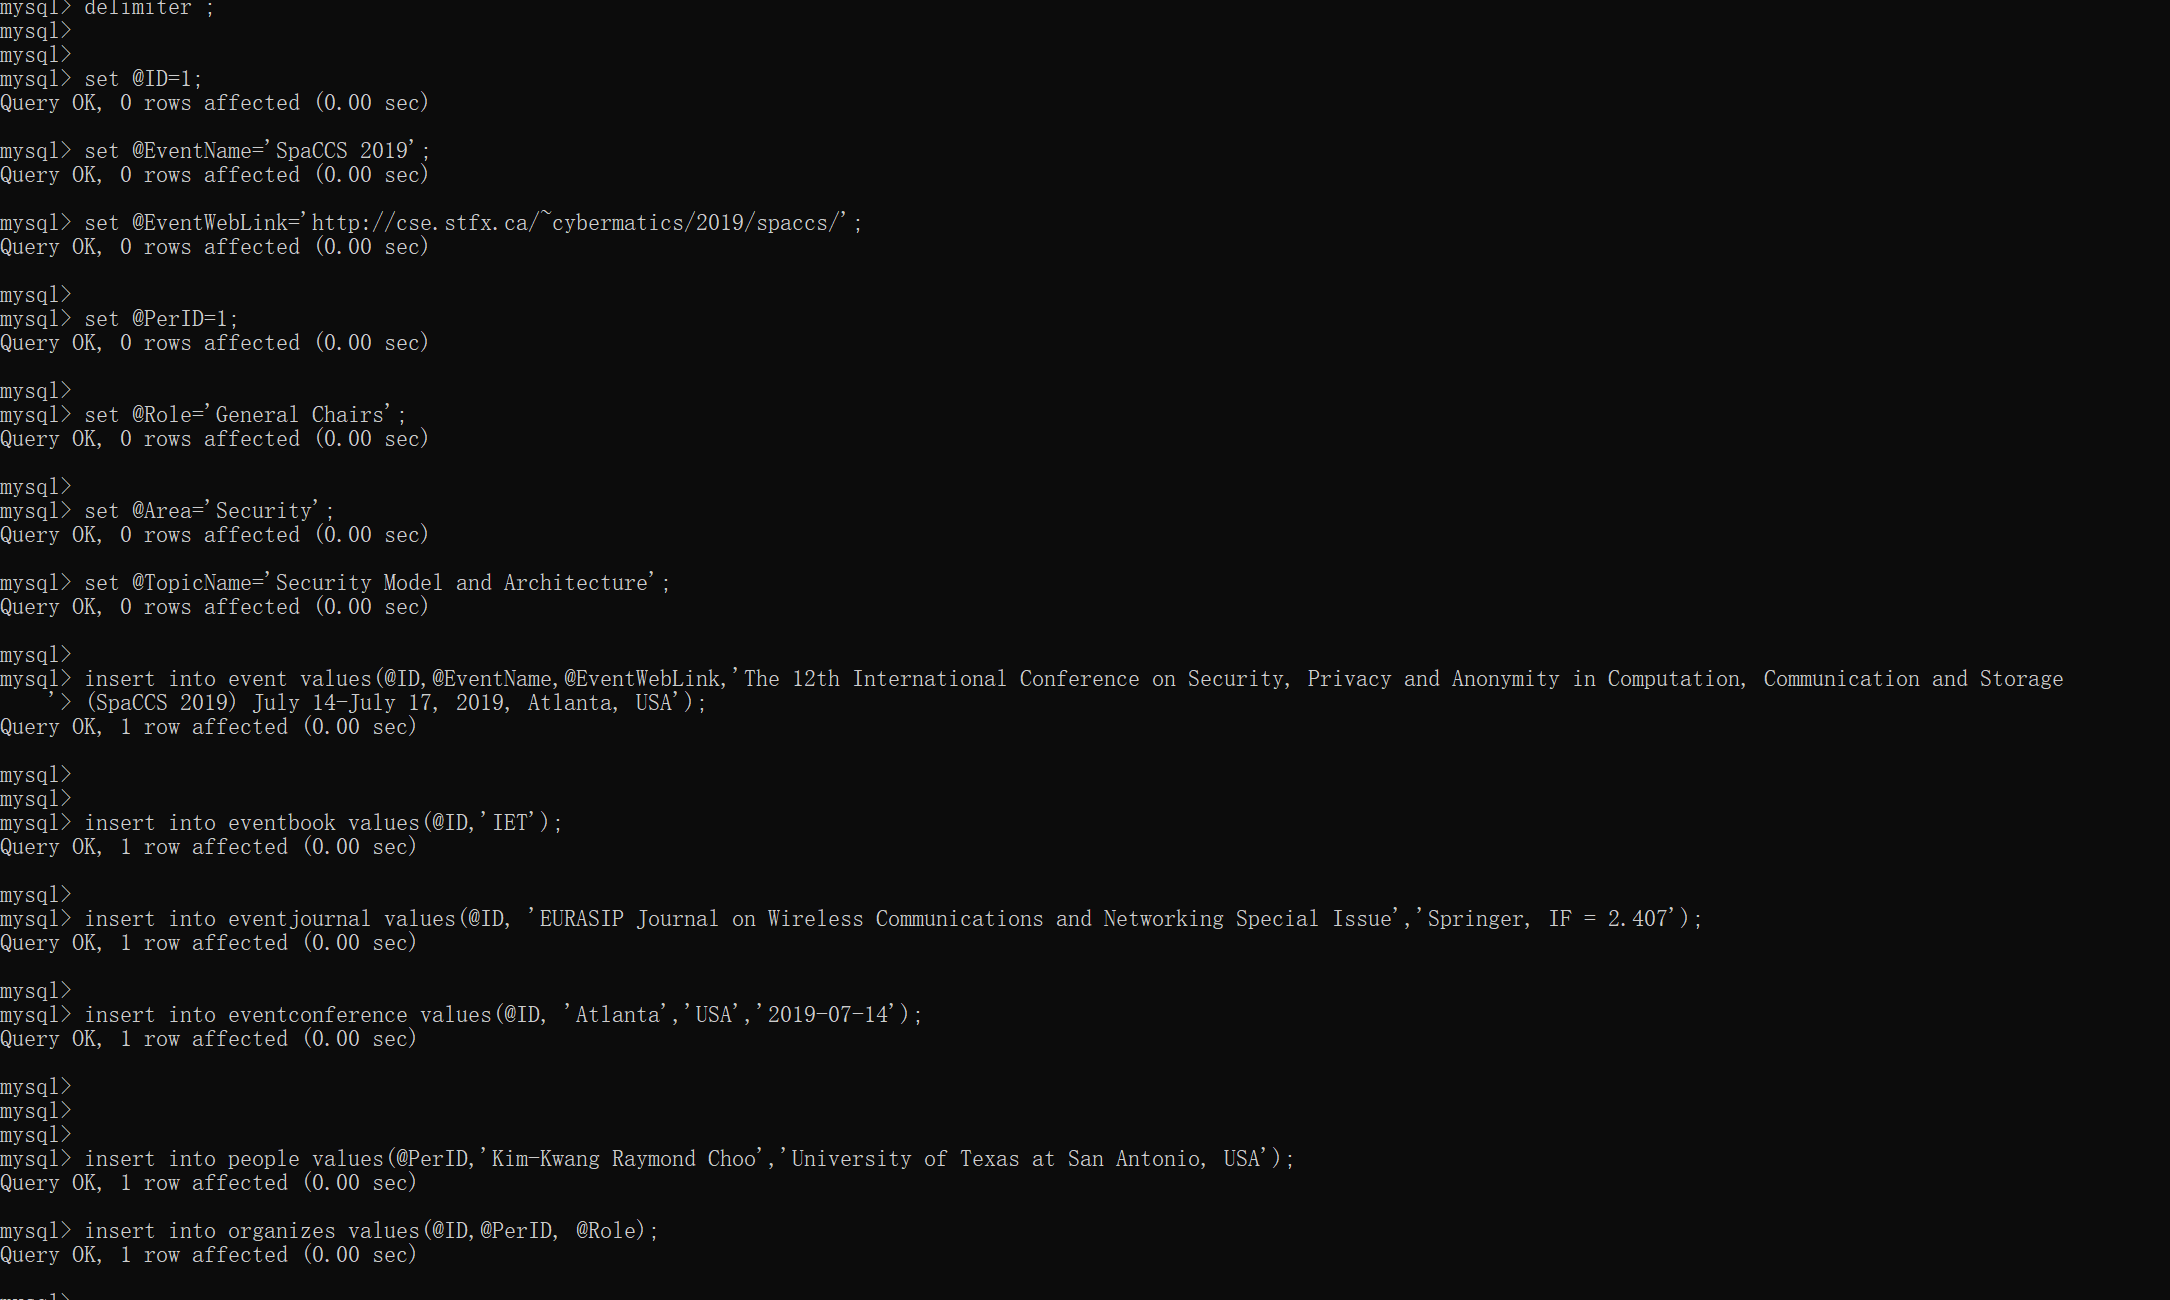 mysql> delimiter ;
mysql>
mysql>
mysql> set @ID=1;
Query OK, 0 rows affected (0.00 sec)
mysql> set @EventName='SpaCCS 2019';
Query OK, 0 rows affected (0.00 sec)
mysql> set @EventWebLink='http://cse.stfx.ca/~cybermatics/2019/spaccs/';
Query OK, 0 rows affected (0.00 sec)
mysql>
mysql> set @PerID=1;
Query OK, 0 rows affected (0.00 sec)
mysql>
mysql> set @Role='General Chairs';
Query OK, 0 rows affected (0.00 sec)
mysql>
mysql> set @Area='Security';
Query OK, 0 rows affected (0.00 sec)
mysql> set @TopicName='Security Model and Architecture';
Query OK, 0 rows affected (0.00 sec)
mysql>
mysql> insert into event values(@ID,@EventName,@EventWebLink,'The 12th International Conference on Security, Privacy and Anonymity in Computation, Communication and Storage
'> (SpaCCS 2019) July 14-July 17, 2019, Atlanta, USA');
Query OK, 1 row affected (0.00 sec)
mysql>
mysql>
mysql> insert into eventbook values(@ID,'IET');
Query OK, 1 row affected (0.00 sec)
mysql>
mysql> insert into eventjournal values(@ID, 'EURASIP Journal on Wireless Communications and Networking Special Issue','Springer, IF = 2.407');
Query OK, 1 row affected (0.00 sec)
mysql>
mysql> insert into eventconference values(@ID, 'Atlanta','USA','2019-07-14');
Query OK, 1 row affected (0.00 sec)
mysql>
mysql>
mysql>
mysql> insert into people values(@PerID,'Kim-Kwang Raymond Choo','University of Texas at San Antonio, USA');
Query OK, 1 row affected (0.00 sec)
mysql> insert into organizes values(@ID,@PerID, @Role);
Query OK, 1 row affected (0.00 sec)
mysql>